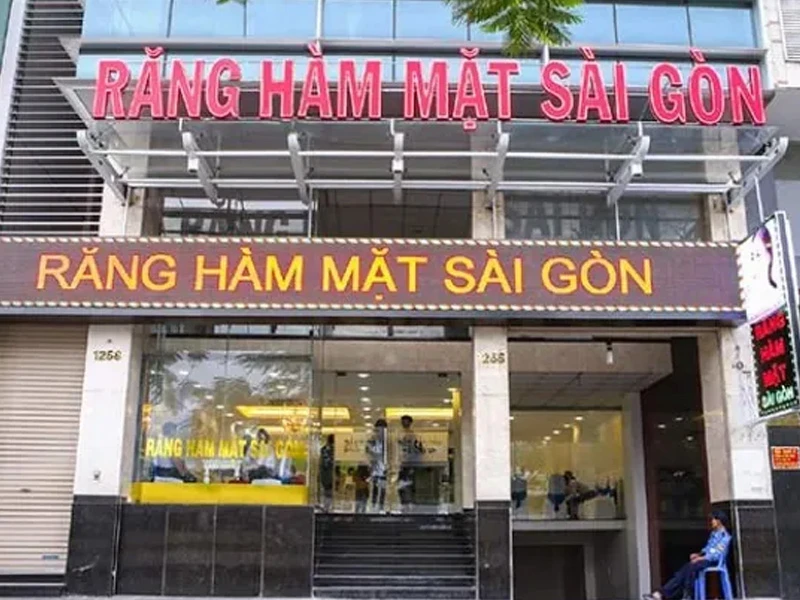 RĂNG HÀM MẶT SÀI GÒN
RĂNG HÀM MẶT SÀI GÒN
1256
RĂNG HÀM MẶT SÀI GÒN
RĂNG
HÀM
MẶT
SÀI GÒN